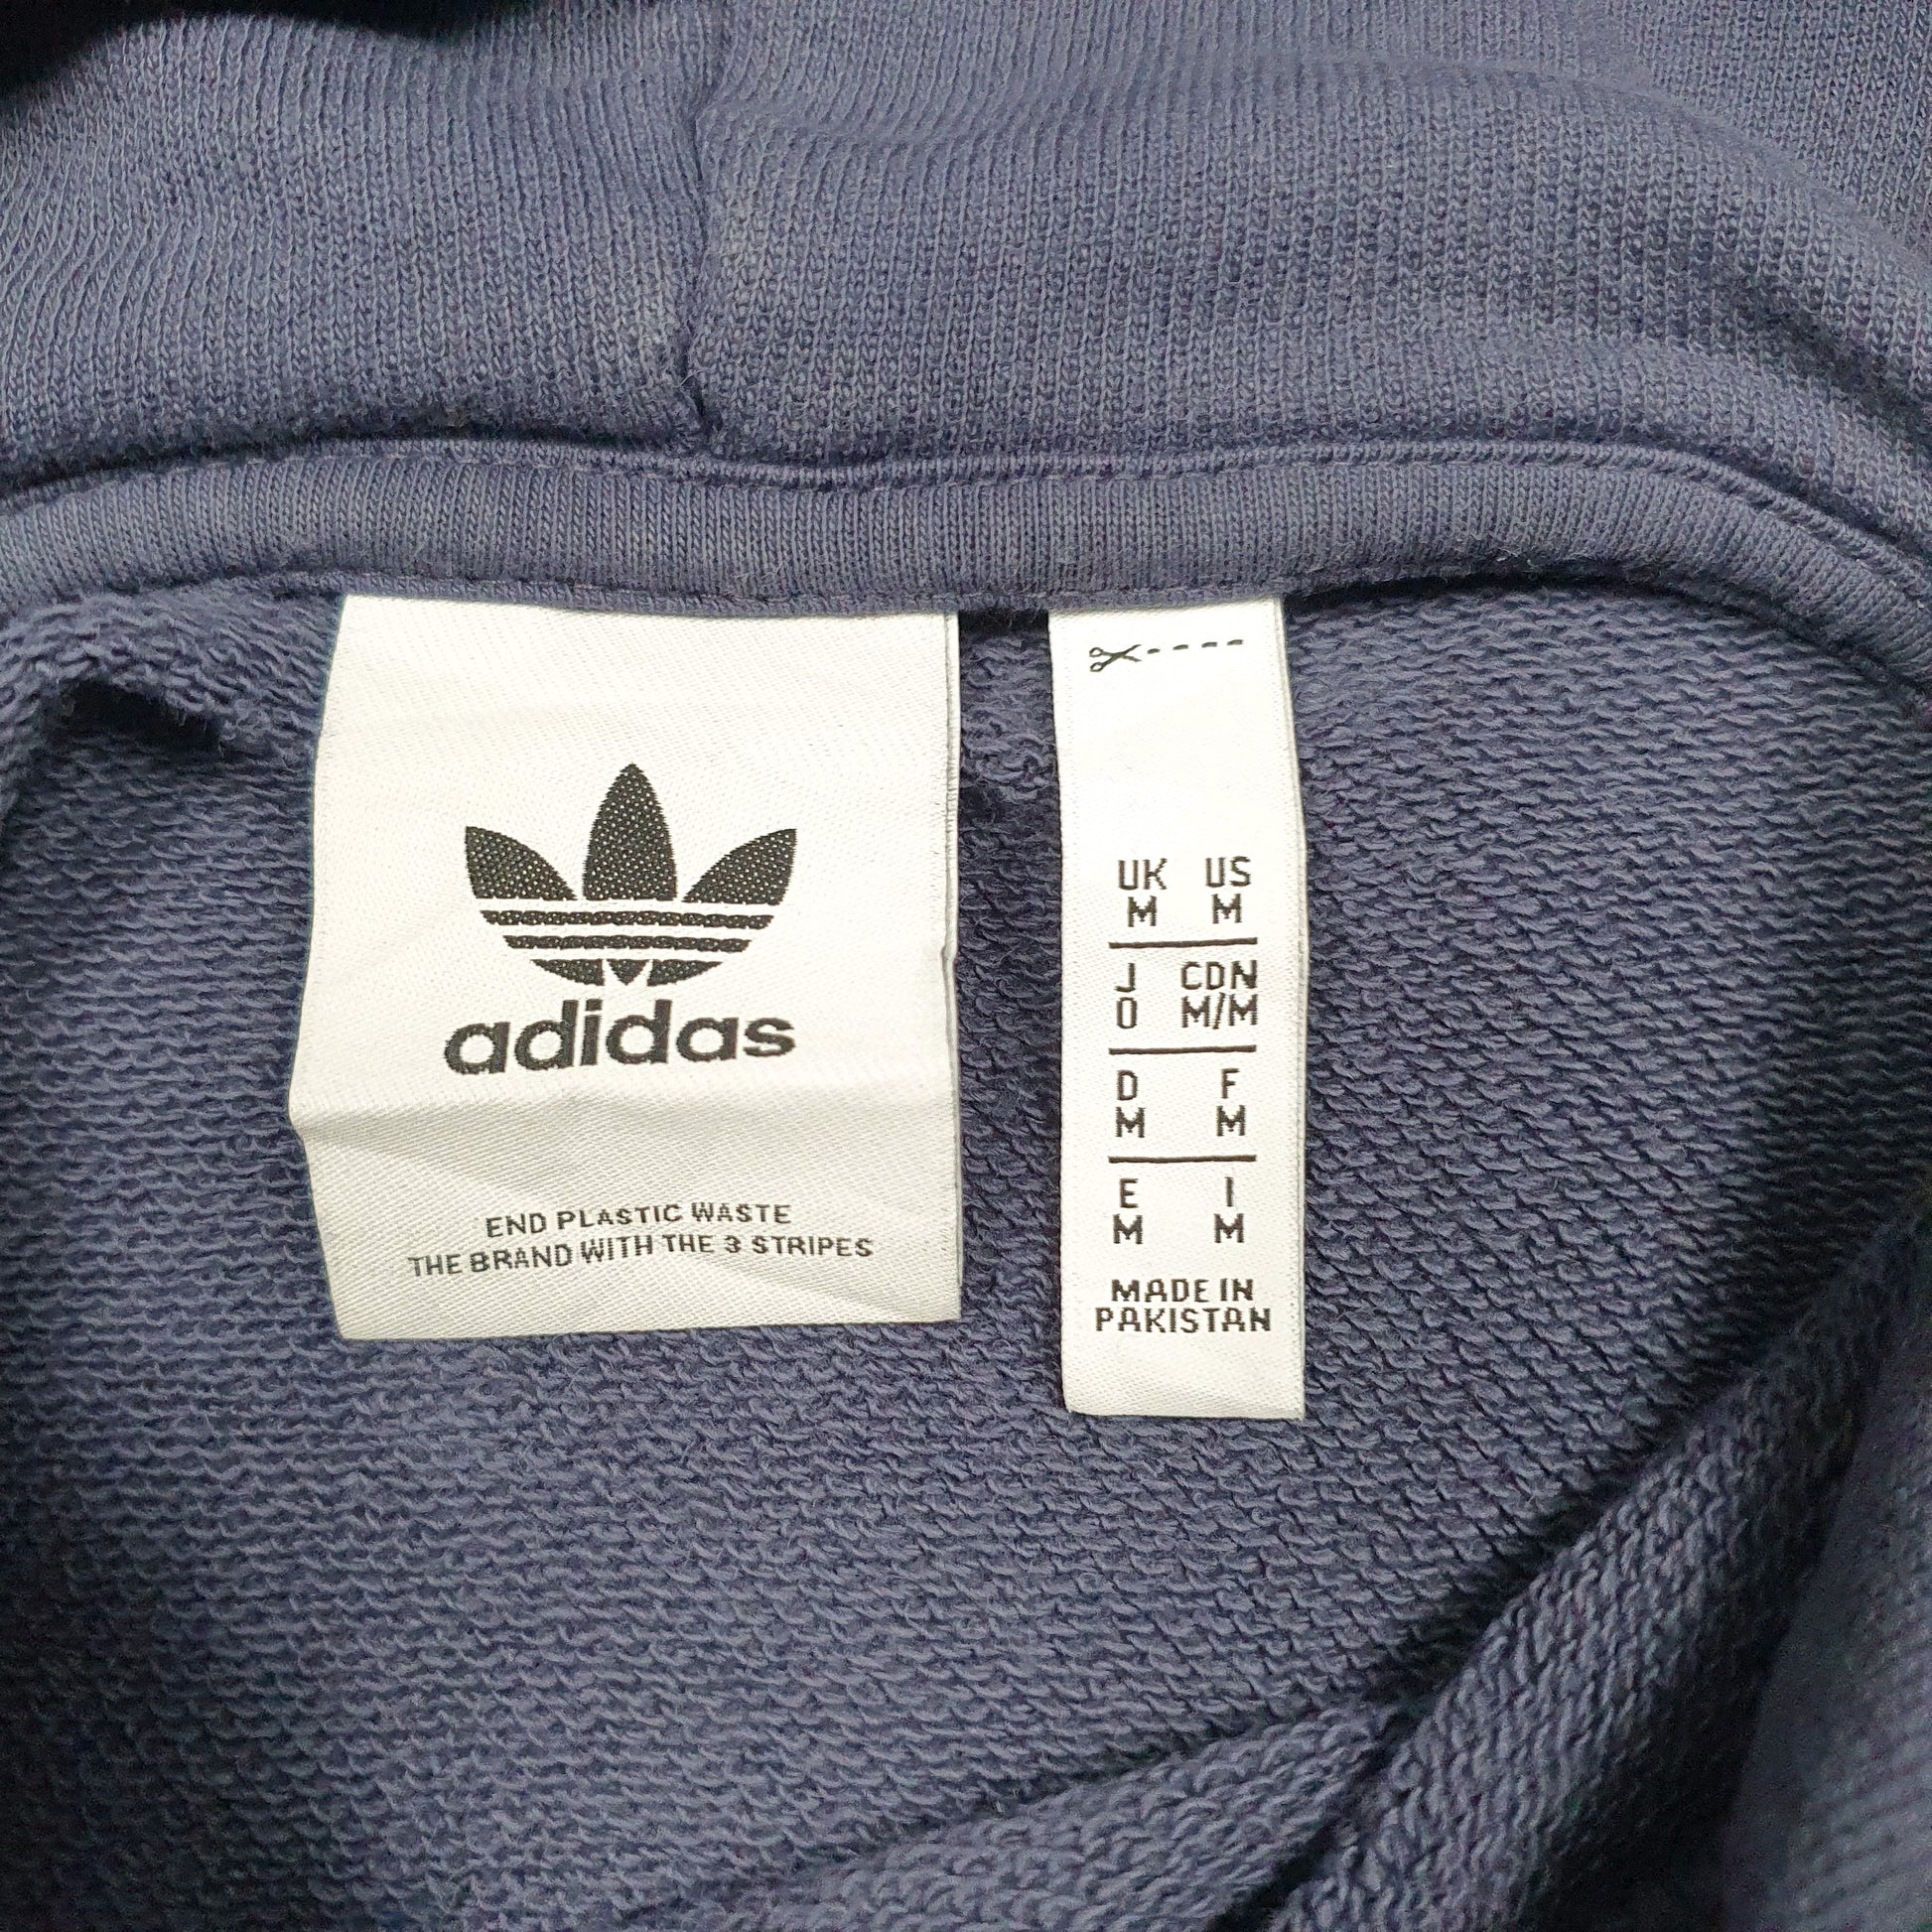 adidas
END PLASTIC WASTE
THE BRAND WITH THE 3 STRIPES
UK US
M M
J CDN
O M/M
D F
M M
E I
M M
MADE IN
PAKISTAN